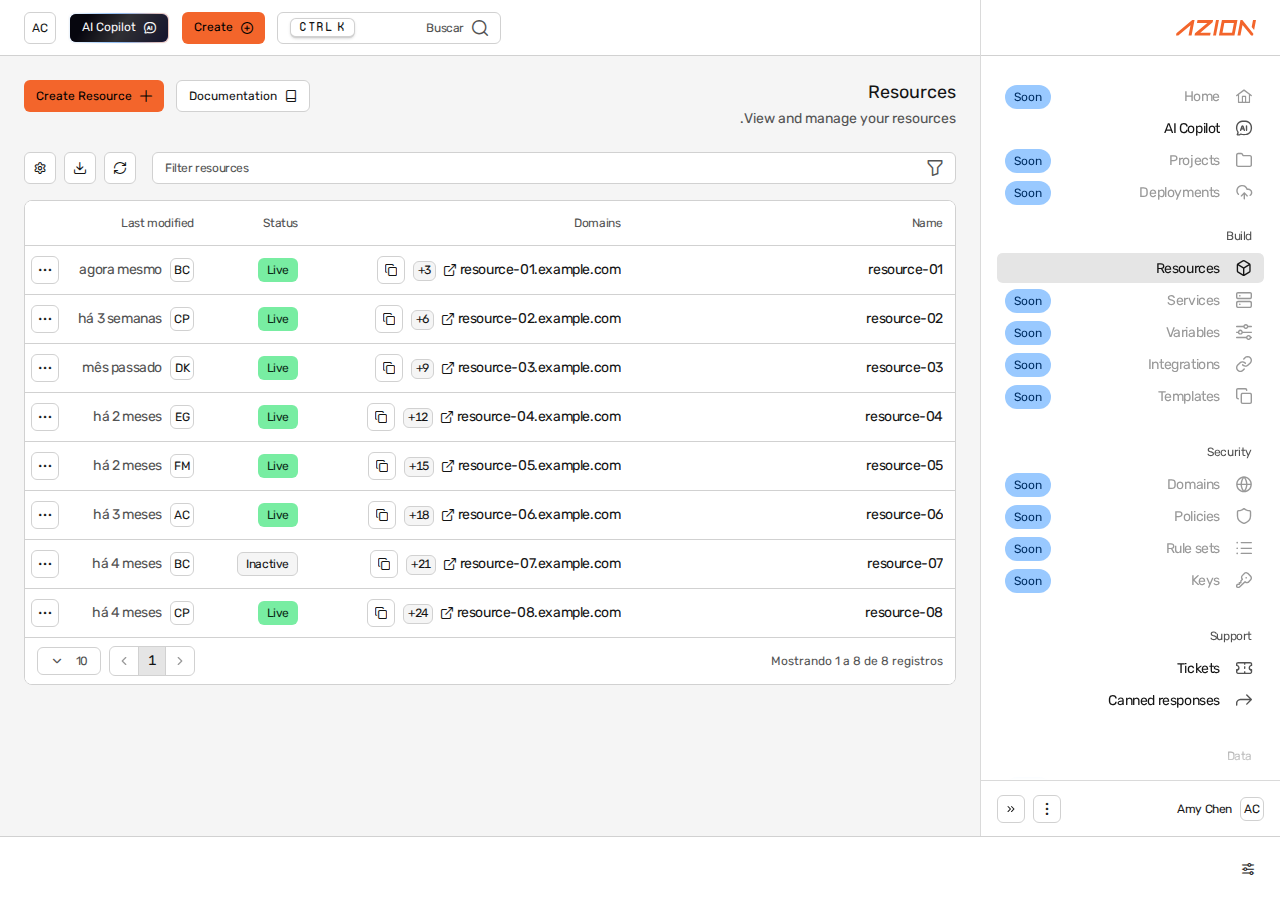 AZION
Buscar CTRL K
Create
AI Copilot
AC
Home Soon
AI Copilot
Projects Soon
Deployments Soon
Build
Resources
Services Soon
Variables Soon
Integrations Soon
Templates Soon
Security
Domains Soon
Policies Soon
Rule sets Soon
Keys Soon
Support
Tickets
Canned responses
Data
AC Amy Chen
Resources
.View and manage your resources
Documentation
Create Resource
Filter resources
Name Domains Status Last modified
resource-01 resource-01.example.com +3 Live BC agora mesmo
resource-02 resource-02.example.com +6 Live CP há 3 semanas
resource-03 resource-03.example.com +9 Live DK mês passado
resource-04 resource-04.example.com +12 Live EG há 2 meses
resource-05 resource-05.example.com +15 Live FM há 2 meses
resource-06 resource-06.example.com +18 Live AC há 3 meses
resource-07 resource-07.example.com +21 Inactive BC há 4 meses
resource-08 resource-08.example.com +24 Live CP há 4 meses
Mostrando 1 a 8 de 8 registros 1 10